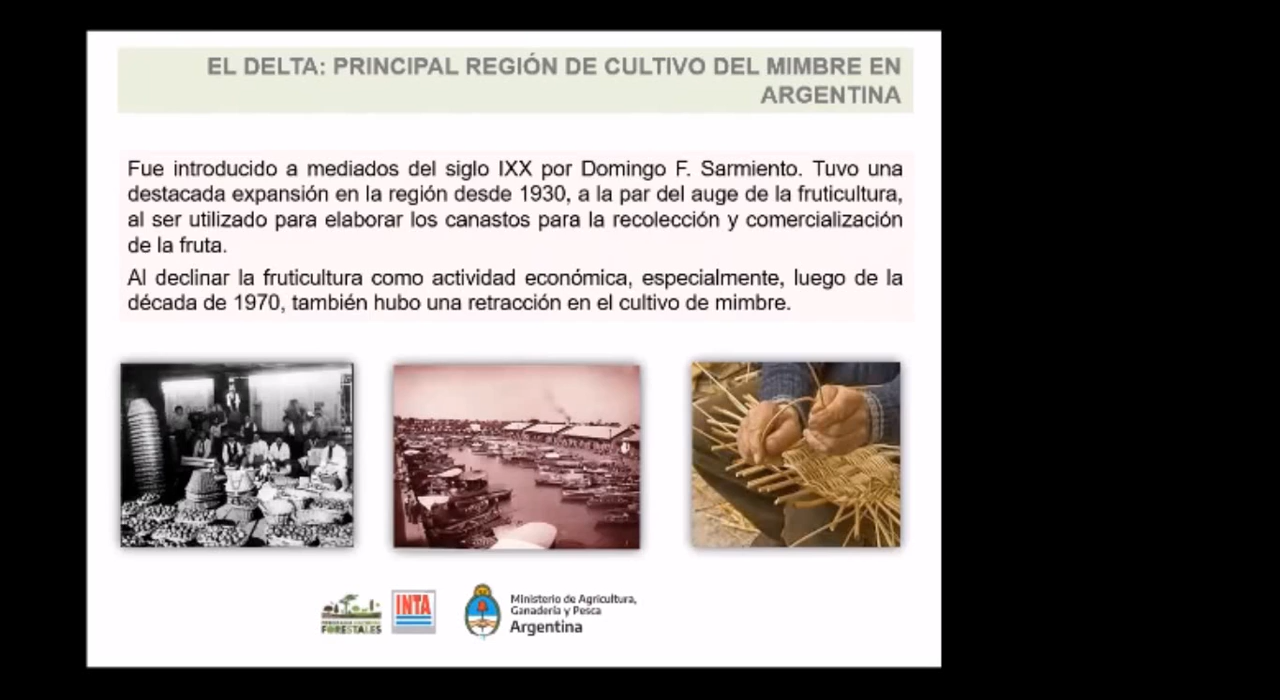 EL DELTA: PRINCIPAL REGIÓN DE CULTIVO DEL MIMBRE EN
ARGENTINA
Fue introducido a mediados del siglo IXX por Domingo F. Sarmiento. Tuvo una
destacada expansión en la región desde 1930, a la par del auge de la fruticultura,
al ser utilizado para elaborar los canastos para la recolección y comercialización
de la fruta.
Al declinar la fruticultura como actividad económica, especialmente, luego de la
década de 1970, también hubo una retracción en el cultivo de mimbre.
FORESTALES
INTA
Ministerio de Agricultura,
Ganadería y Pesca
Argentina